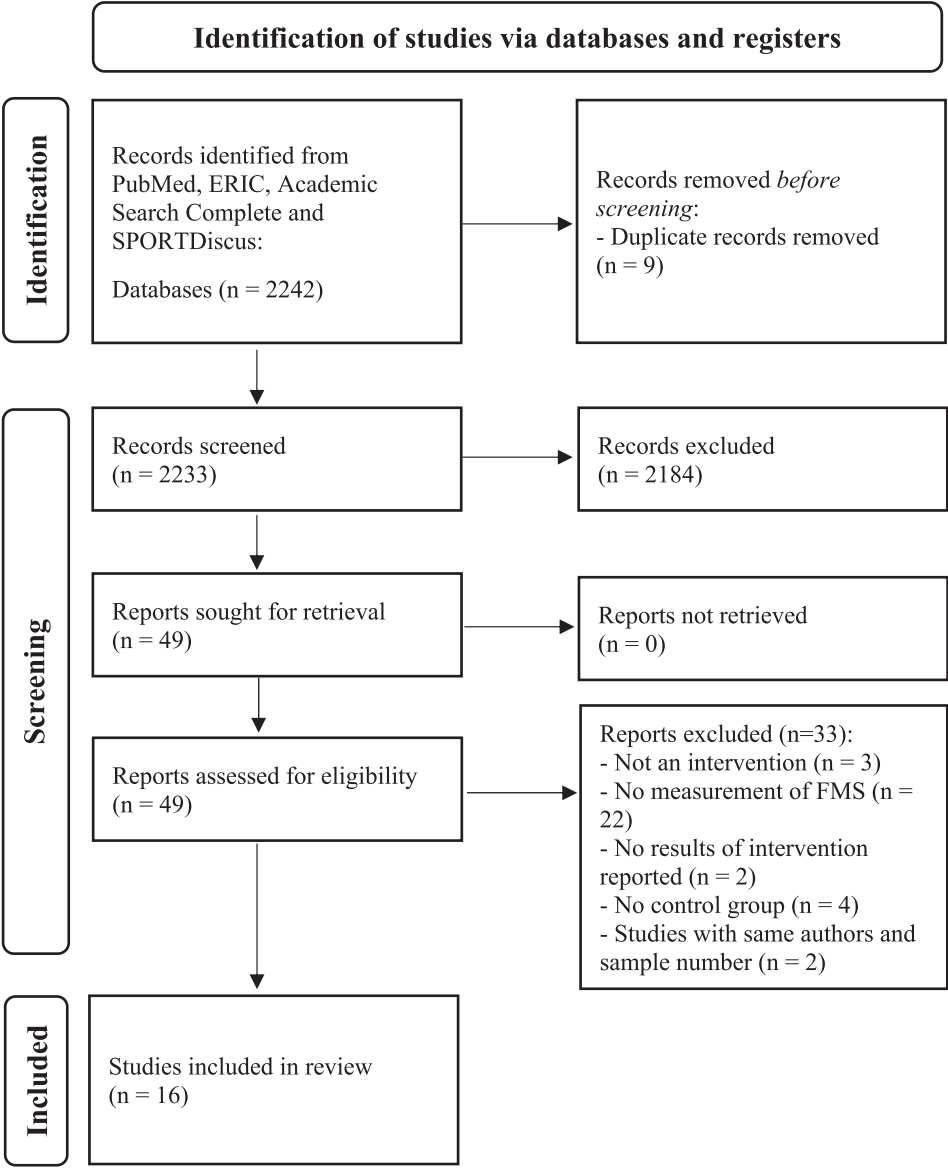 Identification of studies via databases and registers
Identification
Records identified from
PubMed, ERIC, Academic
Search Complete and
SPORTDiscus:
Databases (n = 2242)
Records removed before
screening:
- Duplicate records removed
(n = 9)
Screening
Records screened
(n = 2233)
Records excluded
(n = 2184)
Reports sought for retrieval
(n = 49)
Reports not retrieved
(n = 0)
Reports assessed for eligibility
(n = 49)
Reports excluded (n=33):
- Not an intervention (n = 3)
- No measurement of FMS (n =
22)
- No results of intervention
reported (n = 2)
- No control group (n = 4)
- Studies with same authors and
sample number (n = 2)
Included
Studies included in review
(n = 16)